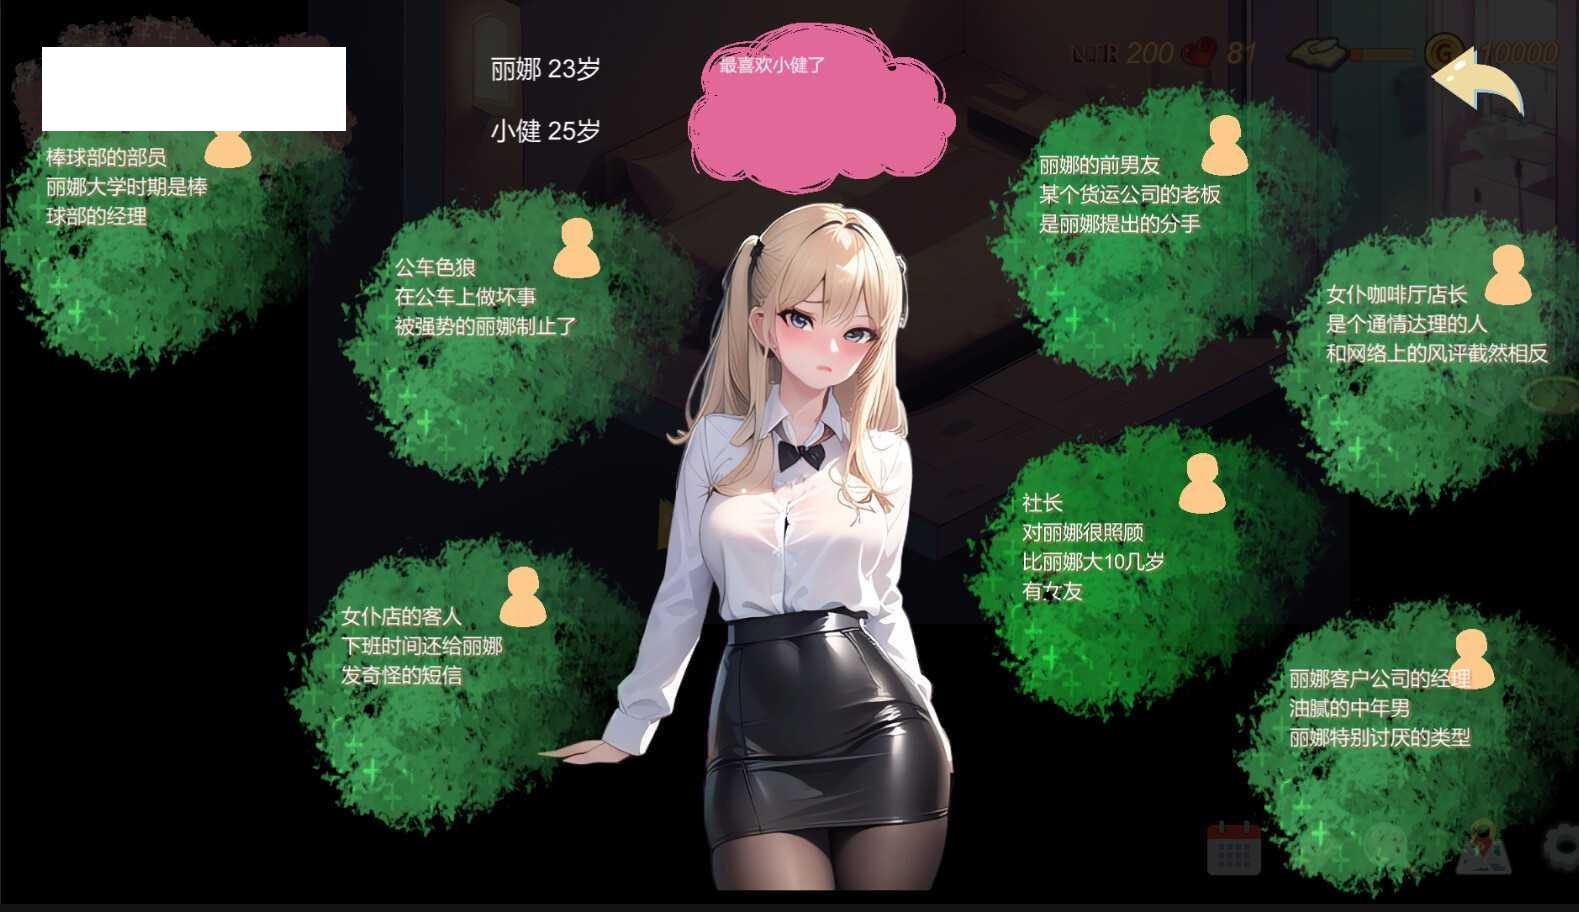 丽娜 23岁
小健 25岁
最喜欢小健了
200
81
10000
棒球部的部员
丽娜大学时期是棒
球部的经理
公车色狼
在公车上做坏事
被强势的丽娜制止了
丽娜的前男友
某个货运公司的老板
是丽娜提出的分手
女仆咖啡厅店长
是个通情达理的人
和网络上的风评截然相反
社长
对丽娜很照顾
比丽娜大10几岁
有女友
女仆店的客人
下班时间还给丽娜
发奇怪的短信
丽娜客户公司的经理
油腻的中年男
丽娜特别讨厌的类型